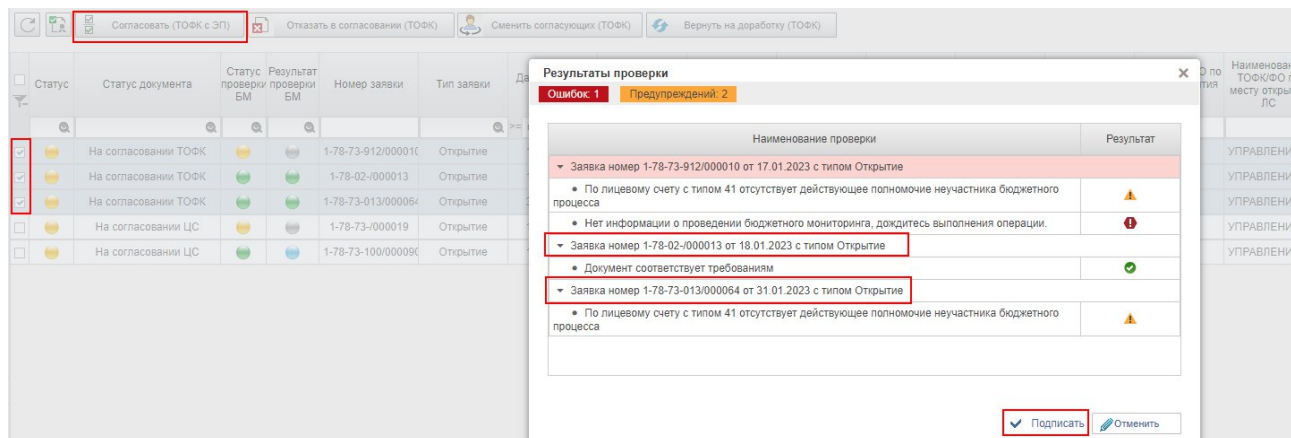 Согласовать (ТОФК с ЭП) Отказать в согласовании (ТОФК) Сменить согласующих (ТОФК) Вернуть на доработку (ТОФК)
Статус Статус документа Статус проверки БМ Результат проверки БМ Номер заявки Тип заявки
Наименован
ТОФК/ФО
месту откры
ЛС
На согласовании ТОФК 1-78-73-912/00001 Открытие УПРАВЛЕНИ
На согласовании ТОФК 1-78-02-/000013 Открытие УПРАВЛЕНИ
На согласовании ТОФК 1-78-73-013/00006 Открытие УПРАВЛЕНИ
На согласовании ЦС 1-78-73-/000019 Открытие УПРАВЛЕНИ
На согласовании ЦС 1-78-73-100/00009 Открытие УПРАВЛЕНИ
Результаты проверки
Ошибок: 1 Предупреждений: 2
Наименование проверки Результат
Заявка номер 1-78-73-912/000010 от 17.01.2023 с типом Открытие
• По лицевому счету с типом 41 отсутствует действующее полномочие неучастника бюджетного
процесса
• Нет информации о проведении бюджетного мониторинга, дождитесь выполнения операции.
Заявка номер 1-78-02-/000013 от 18.01.2023 с типом Открытие
• Документ соответствует требованиям
Заявка номер 1-78-73-013/000064 от 31.01.2023 с типом Открытие
• По лицевому счету с типом 41 отсутствует действующее полномочие неучастника бюджетного
процесса
Подписать Отменить